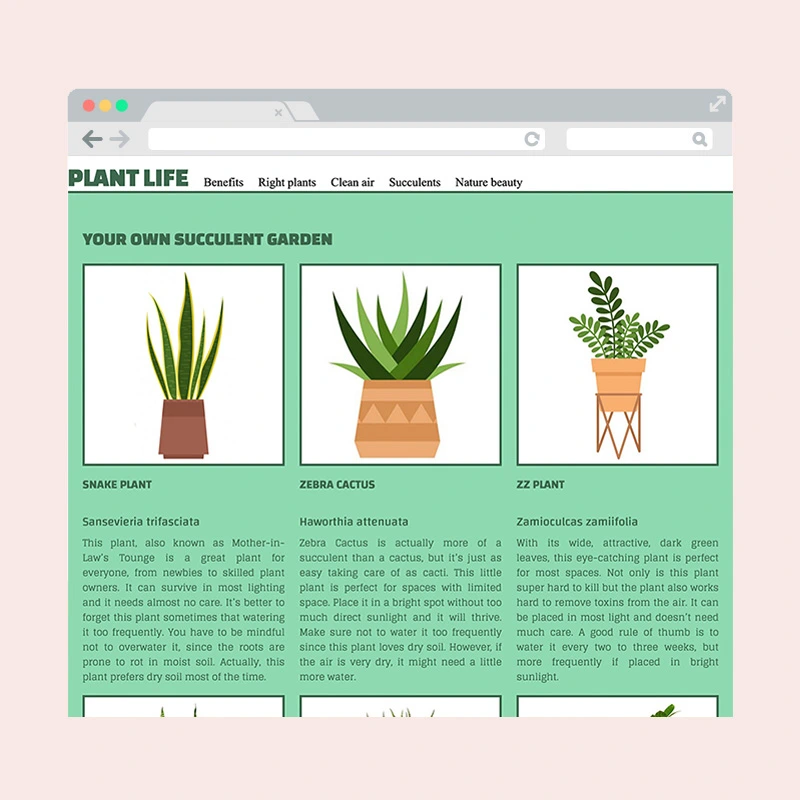 PLANT LIFE Benefits Right plants Clean air Succulents Nature beauty
YOUR OWN SUCCULENT GARDEN
SNAKE PLANT
Sansevieria trifasciata
This plant, also known as Mother-in-
Law's Tounge is a great plant for
everyone, from newbies to skilled plant
owners. It can survive in most lighting
and it needs almost no care. It's better to
forget this plant sometimes that watering
it too frequently. You have to be mindful
not to overwater it, since the roots are
prone to rot in moist soil. Actually, this
plant prefers dry soil most of the time.
ZEBRA CACTUS
Haworthia attenuata
Zebra Cactus is actually more of a
succulent than a cactus, but it's just as
easy taking care of as cacti. This little
plant is perfect for spaces with limited
space. Place it in a bright spot without too
much direct sunlight and it will thrive.
Make sure not to water it too frequently
since this plant loves dry soil. However, if
the air is very dry, it might need a little
more water.
ZZ PLANT
Zamioculcas zamiifolia
With its wide, attractive, dark green
leaves, this eye-catching plant is perfect
for most spaces. Not only is this plant
super hard to kill but the plant also works
hard to remove toxins from the air. It can
be placed in most light and doesn't need
much care. A good rule of thumb is to
water it every two to three weeks, but
more frequently if placed in bright
sunlight.